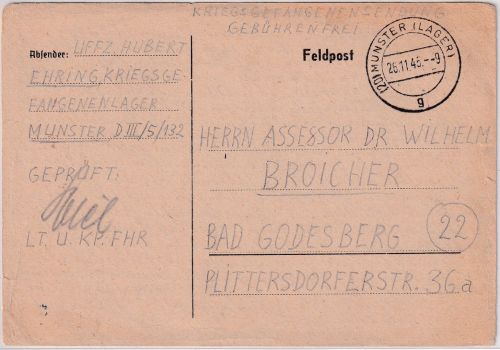 KRIEGSGEFANGENENSENDUNG
GEBÜHRENFREI
Feldpost
(20) MUNSTER (LAGER)
26.11.45.--9
g
Absender: UFFZ. HUBERT
EHRING, KRIEGSGE
FANGENENLAGER
MUNSTER D III/5/132
GEPRÜFT:
LT. U. KP. FHR
HERRN ASSESSOR DR WILHELM
BROICHER
BAD GODESBERG 22
PLITTERSDORFERSTR. 36a